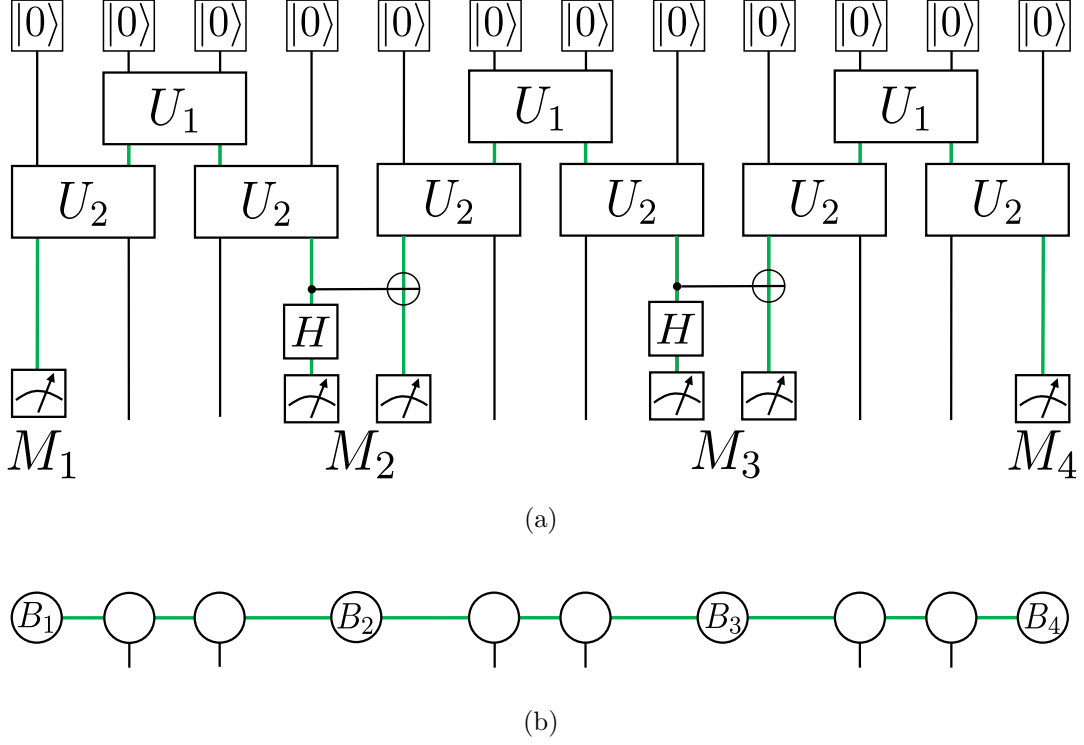 |0⟩ |0⟩ |0⟩ |0⟩ |0⟩ |0⟩ |0⟩ |0⟩ |0⟩ |0⟩ |0⟩ |0⟩
U₁ U₁ U₁
U₂ U₂ U₂ U₂ U₂ U₂
H H
M₁ M₂ M₃ M₄
(a)
B₁ B₂ B₃ B₄
(b)